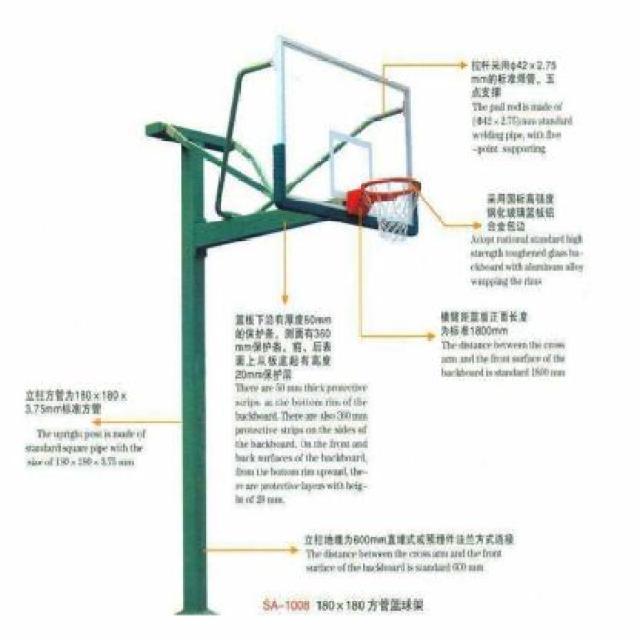 拉杆采用φ42×2.75
mm的标准焊管，五
点支撑
The pull rod is made of
(Φ42×2.75)mm standard
welding pipe, with five
-point supporting
采用国标高强度
钢化玻璃篮板铝
合金包边
Adopt national standard high
strength toughened glass ba-
ckboard with aluminum alloy
wrapping the rims
横臂距篮板正面长度
为标准1800mm
The distance between the cross
arm and the front surface of the
backboard is standard 1800 mm
篮板下沿有厚度50mm
的保护条，侧面有360
mm保护条，前、后表
面上从板底起有高度
20mm保护层
There are 50 mm thick protective
strips at the bottom rim of the
backboard. There are also 360 mm
protective strips on the sides of
the backboard. On the front and
back surfaces of the backboard,
from the bottom rim upward, the-
re are protective layers with heig-
ht of 20 mm.
立柱方管为180×180×
3.75mm标准方管
The upright post is made of
standard square pipe with the
size of 180×180×3.75 mm
立柱地缆为600mm直埋式或预埋件法兰方式连接
The distance between the cross arm and the front
surface of the backboard is standard 600 mm
SA-1008 180×180方管篮球架